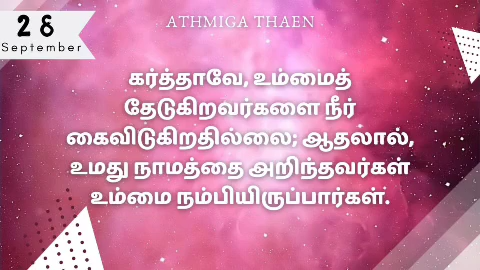 28
September
ATHMIGA THAEN
கர்த்தாவே, உம்மைத்
தேடுகிறவர்களை நீர்
கைவிடுகிறதில்லை; ஆதலால்,
உமது நாமத்தை அறிந்தவர்கள்
உம்மை நம்பியிருப்பார்கள்.